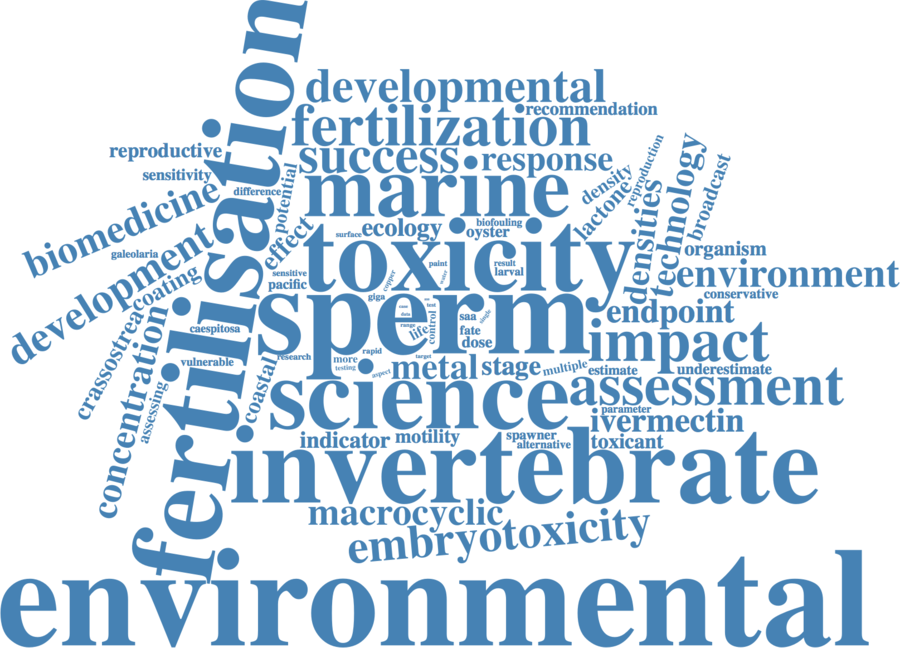 fertilisation
developmental
recommendation
fertilization
reproductive
success
response
sensitivity
difference
potential
marine
density
reproduction
lactone
densities
technology
broadcast
biomedicine
development
galeolaria
effect
surface
ecology
biofouling
oyster
toxicity
organism
environment
conservative
coating
crassostrea
sensitive
pacific
copper
paint
water
result
larval
giga
sperm
case
data
range
life
control
test
saa
single
fate
dose
endpoint
impact
concentration
caespitosa
vulnerable
assessing
coastal
research
more
testing
rapid
aspect
target
metal
stage
multiple
estimate
underestimate
science
assessment
parameter
ivermectin
indicator
motility
spawner
alternative
toxicant
invertebrate
macrocyclic
embryotoxicity
environmental